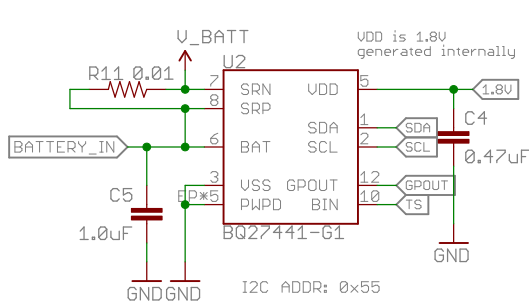 V_BATT
VDD is 1.8V
generated internally
U2
R11 0.01
7 SRN VDD 5 1.8V
8 SRP
C4
1 SDA SDA
BATTERY_IN 6 BAT SCL 2 SCL
0.47uF
3 VSS GPOUT 12 GPOUT
C5 EP*5 PWPD BIN 10 TS
1.0uF BQ27441-G1
GND
GND GND
I2C ADDR: 0x55